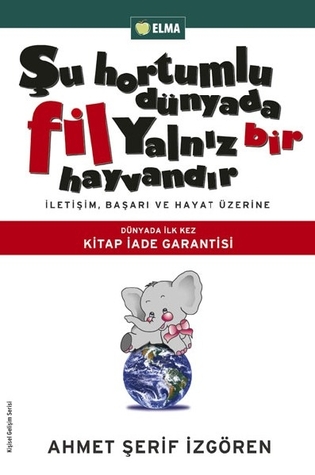 ELMA
Şu hortumlu
dünyada
fil Yalnız bir
hayvandır
İLETİŞİM, BAŞARI VE HAYAT ÜZERİNE
DÜNYADA İLK KEZ
KİTAP İADE GARANTİSİ
Kişisel Gelişim Serisi
AHMET ŞERİF İZGÖREN